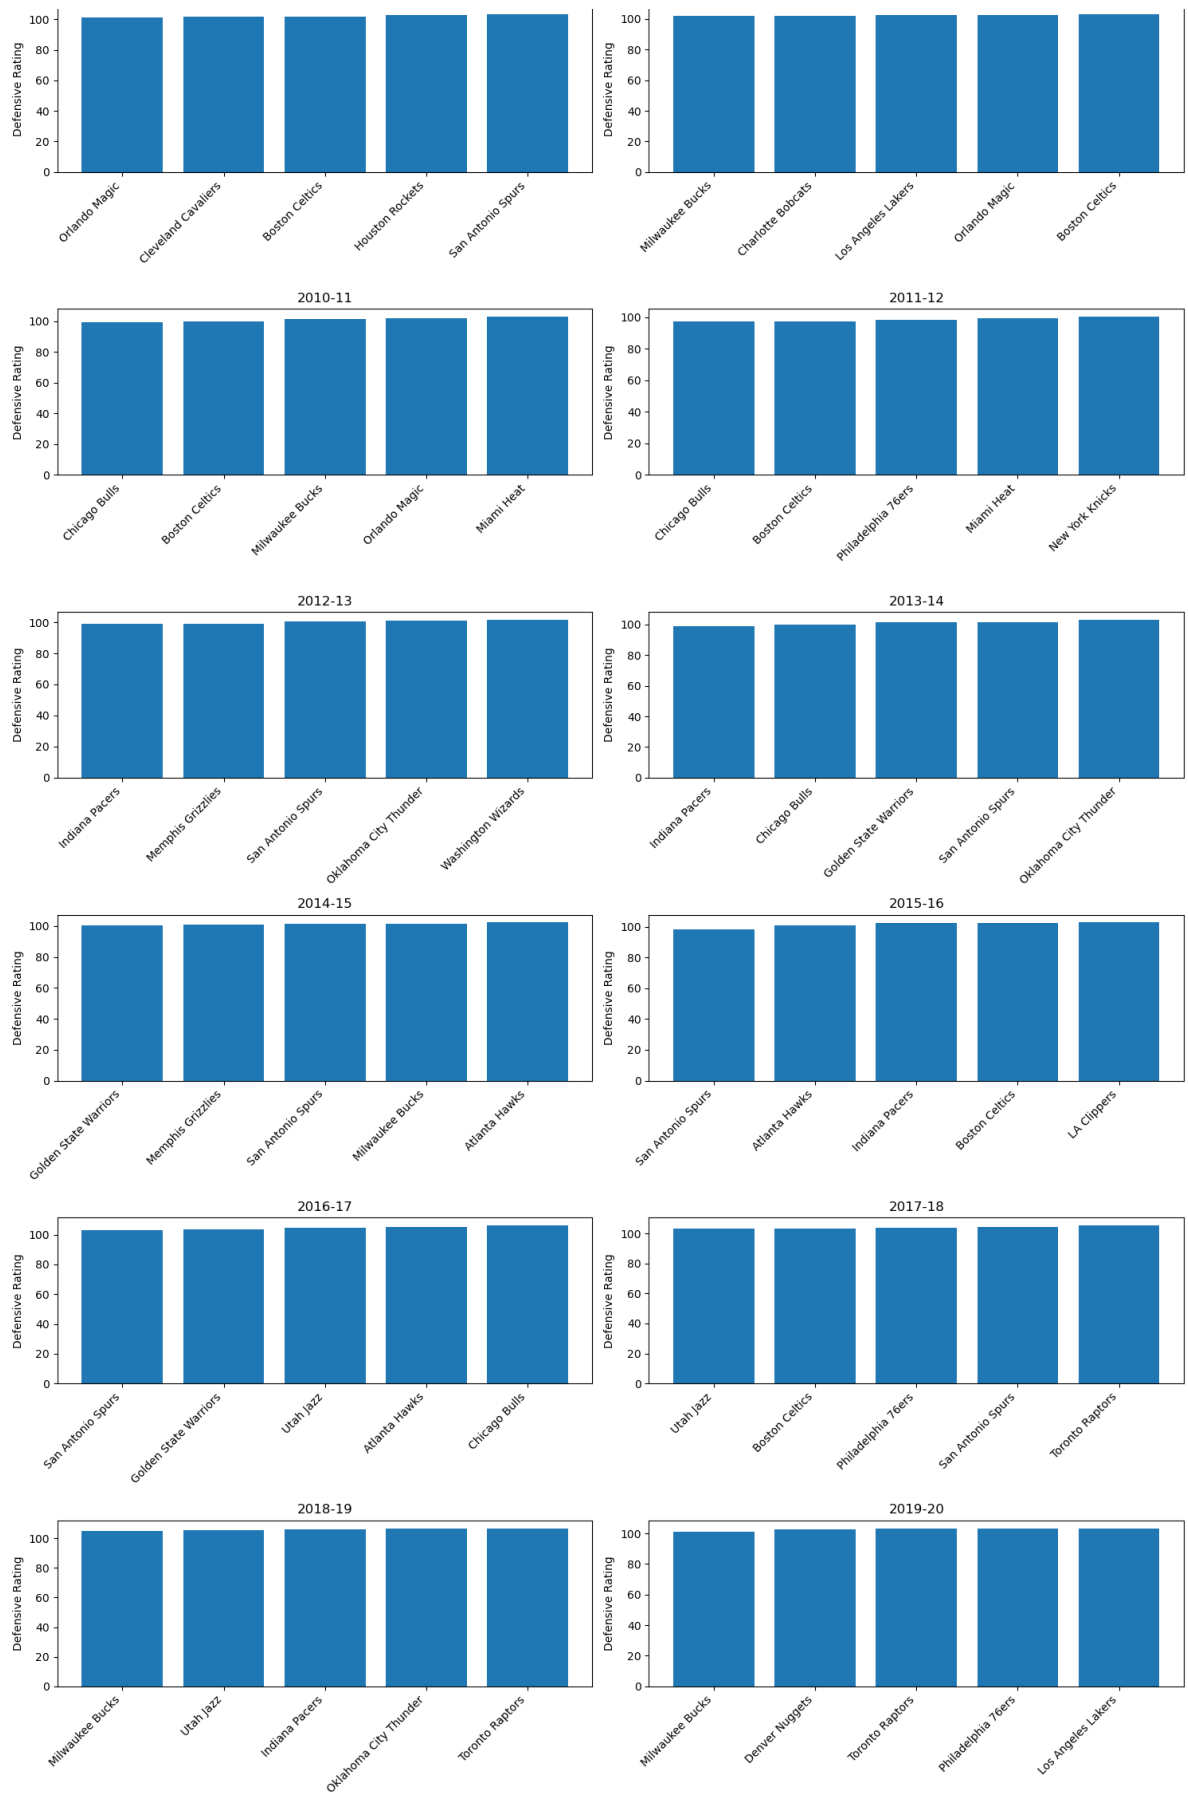 Defensive Rating
100
80
60
40
20
0
Orlando Magic
Cleveland Cavaliers
Boston Celtics
Houston Rockets
San Antonio Spurs
Defensive Rating
100
80
60
40
20
0
Milwaukee Bucks
Charlotte Bobcats
Los Angeles Lakers
Orlando Magic
Boston Celtics
2010-11
Defensive Rating
100
80
60
40
20
0
Chicago Bulls
Boston Celtics
Milwaukee Bucks
Orlando Magic
Miami Heat
2011-12
Defensive Rating
100
80
60
40
20
0
Chicago Bulls
Boston Celtics
Philadelphia 76ers
Miami Heat
New York Knicks
2012-13
Defensive Rating
100
80
60
40
20
0
Indiana Pacers
Memphis Grizzlies
San Antonio Spurs
Oklahoma City Thunder
Washington Wizards
2013-14
Defensive Rating
100
80
60
40
20
0
Indiana Pacers
Chicago Bulls
Golden State Warriors
San Antonio Spurs
Oklahoma City Thunder
2014-15
Defensive Rating
100
80
60
40
20
0
Golden State Warriors
Memphis Grizzlies
San Antonio Spurs
Milwaukee Bucks
Atlanta Hawks
2015-16
Defensive Rating
100
80
60
40
20
0
San Antonio Spurs
Atlanta Hawks
Indiana Pacers
Boston Celtics
LA Clippers
2016-17
Defensive Rating
100
80
60
40
20
0
San Antonio Spurs
Golden State Warriors
Utah Jazz
Atlanta Hawks
Chicago Bulls
2017-18
Defensive Rating
100
80
60
40
20
0
Utah Jazz
Boston Celtics
Philadelphia 76ers
San Antonio Spurs
Toronto Raptors
2018-19
Defensive Rating
100
80
60
40
20
0
Milwaukee Bucks
Utah Jazz
Indiana Pacers
Oklahoma City Thunder
Toronto Raptors
2019-20
Defensive Rating
100
80
60
40
20
0
Milwaukee Bucks
Denver Nuggets
Toronto Raptors
Philadelphia 76ers
Los Angeles Lakers